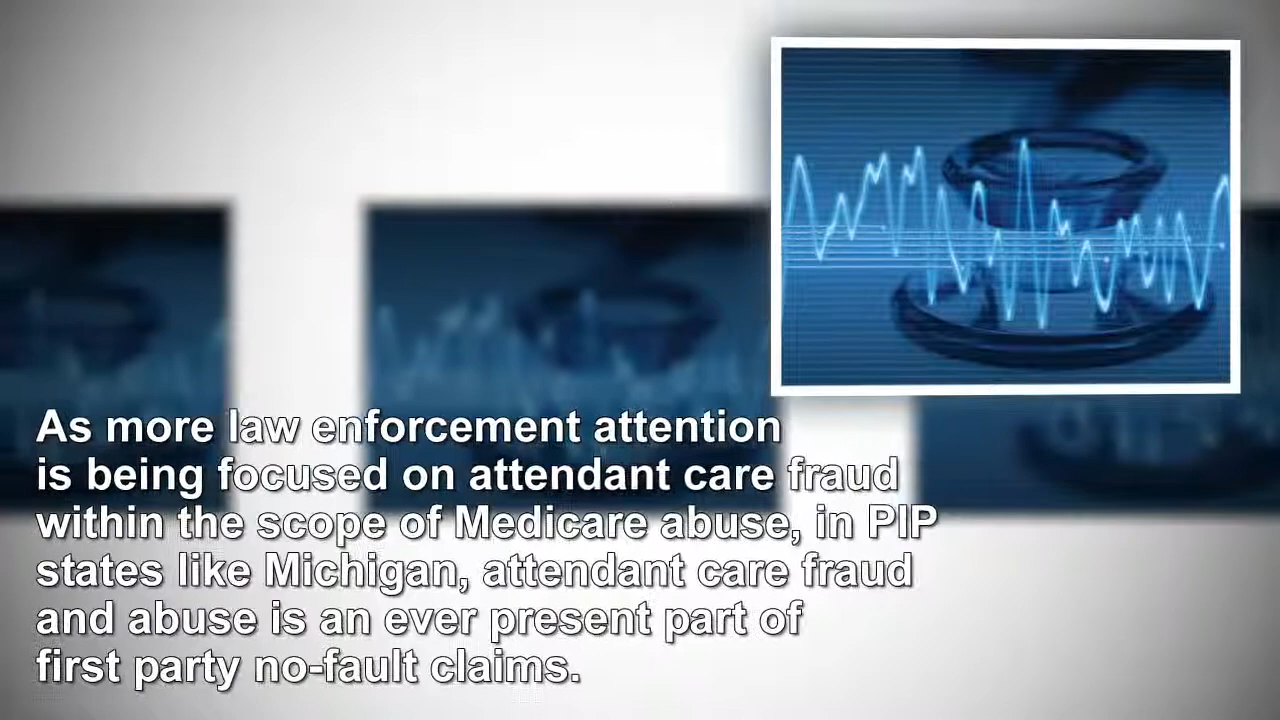 As more law enforcement attention
is being focused on attendant care fraud
within the scope of Medicare abuse, in PIP
states like Michigan, attendant care fraud
and abuse is an ever present part of
first party no-fault claims.